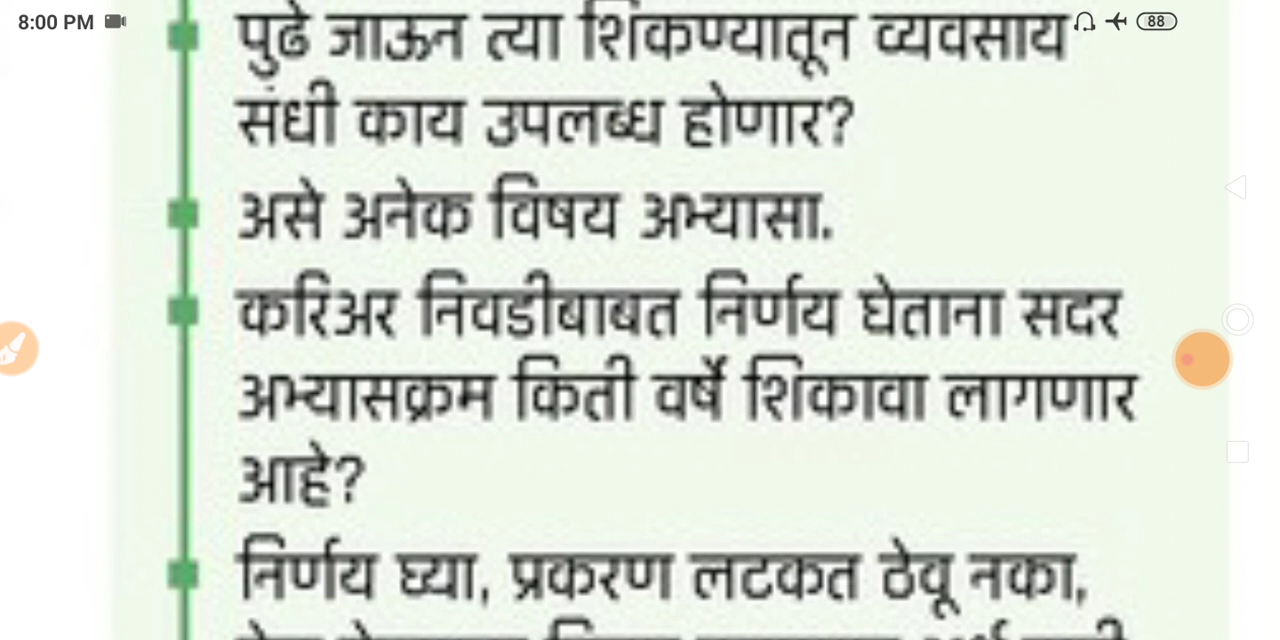 8:00 PM 88
पुढे जाऊन त्या शिकण्यातून व्यवसाय
संधी काय उपलब्ध होणार?
असे अनेक विषय अभ्यासा.
करिअर निवडीबाबत निर्णय घेताना सदर
अभ्यासक्रम किती वर्षे शिकावा लागणार
आहे?
निर्णय घ्या, प्रकरण लटकत ठेवू नका,